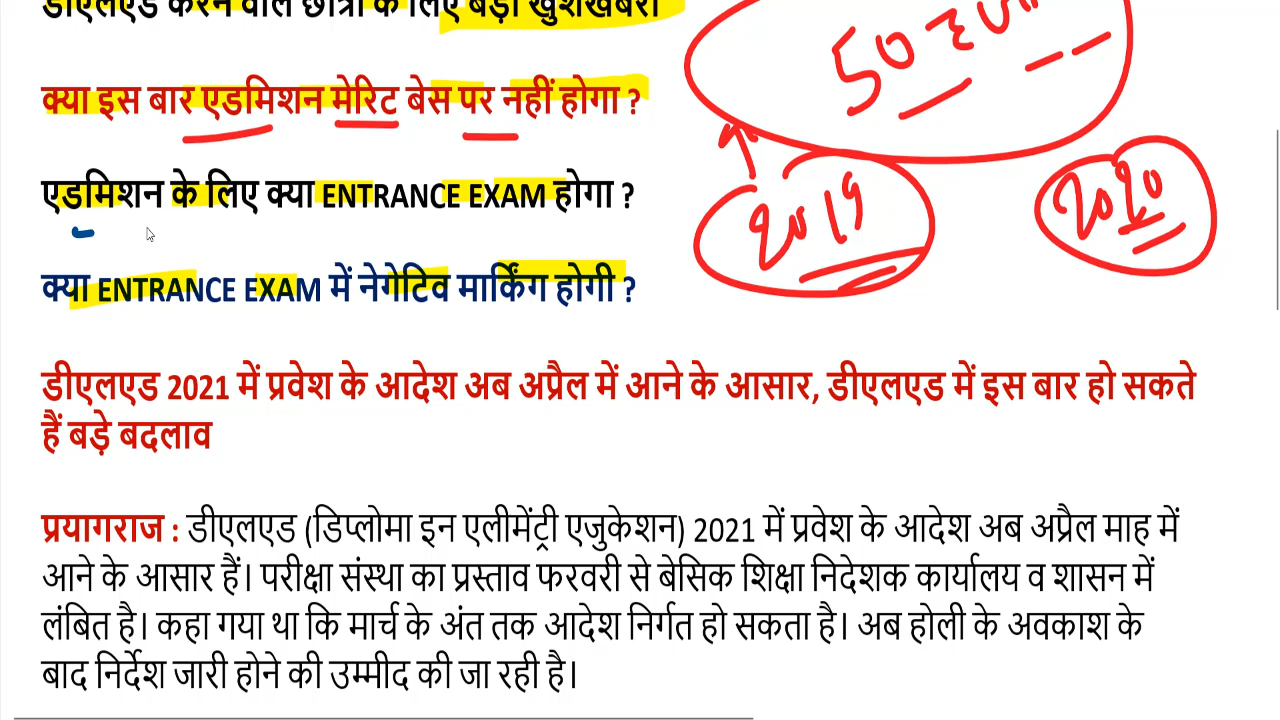 डीएलएड करने वाले छात्रों के लिए बड़ी खुशखबरी
50 हजा
क्या इस बार एडमिशन मेरिट बेस पर नहीं होगा ?
एडमिशन के लिए क्या ENTRANCE EXAM होगा ?
2019
2020
क्या ENTRANCE EXAM में नेगेटिव मार्किंग होगी ?
डीएलएड 2021 में प्रवेश के आदेश अब अप्रैल में आने के आसार, डीएलएड में इस बार हो सकते
हैं बड़े बदलाव
प्रयागराज : डीएलएड (डिप्लोमा इन एलीमेंट्री एजुकेशन) 2021 में प्रवेश के आदेश अब अप्रैल माह में
आने के आसार हैं। परीक्षा संस्था का प्रस्ताव फरवरी से बेसिक शिक्षा निदेशक कार्यालय व शासन में
लंबित है। कहा गया था कि मार्च के अंत तक आदेश निर्गत हो सकता है। अब होली के अवकाश के
बाद निर्देश जारी होने की उम्मीद की जा रही है।